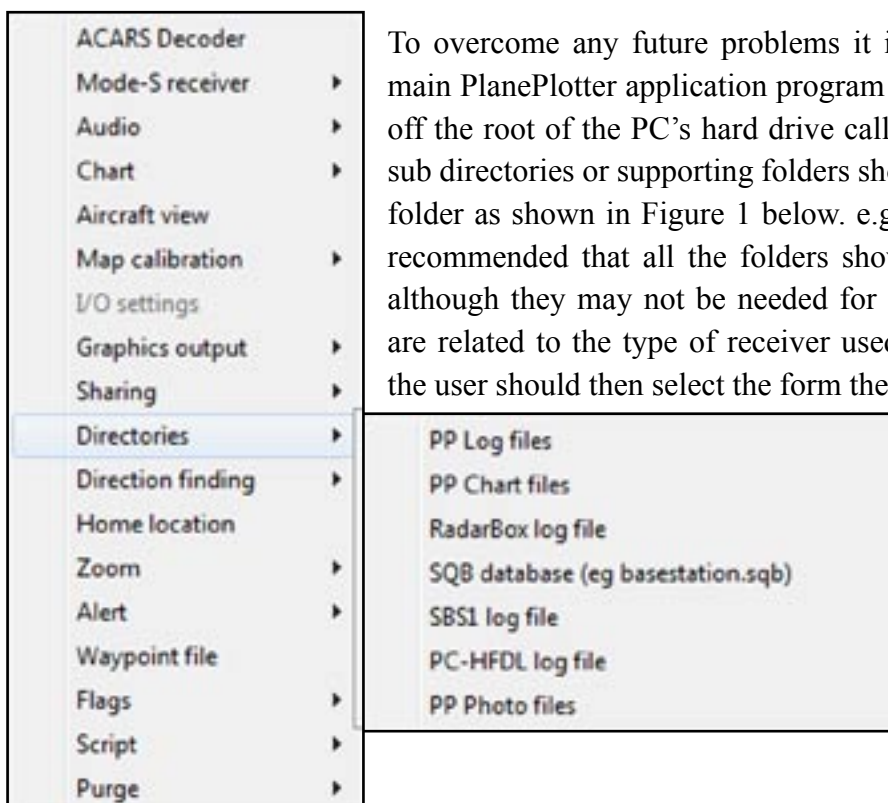 ACARS Decoder
Mode-S receiver
Audio
Chart
Aircraft view
Map calibration
I/O settings
Graphics output
Sharing
Directories
Direction finding
Home location
Zoom
Alert
Waypoint file
Flags
Script
Purge
To overcome any future problems it
main PlanePlotter application program
off the root of the PC’s hard drive call
sub directories or supporting folders sh
folder as shown in Figure 1 below. e.g
recommended that all the folders shov
although they may not be needed for
are related to the type of receiver used
the user should then select the form the
PP Log files
PP Chart files
RadarBox log file
SQB database (eg basestation.sqb)
SBS1 log file
PC-HFDL log file
PP Photo files